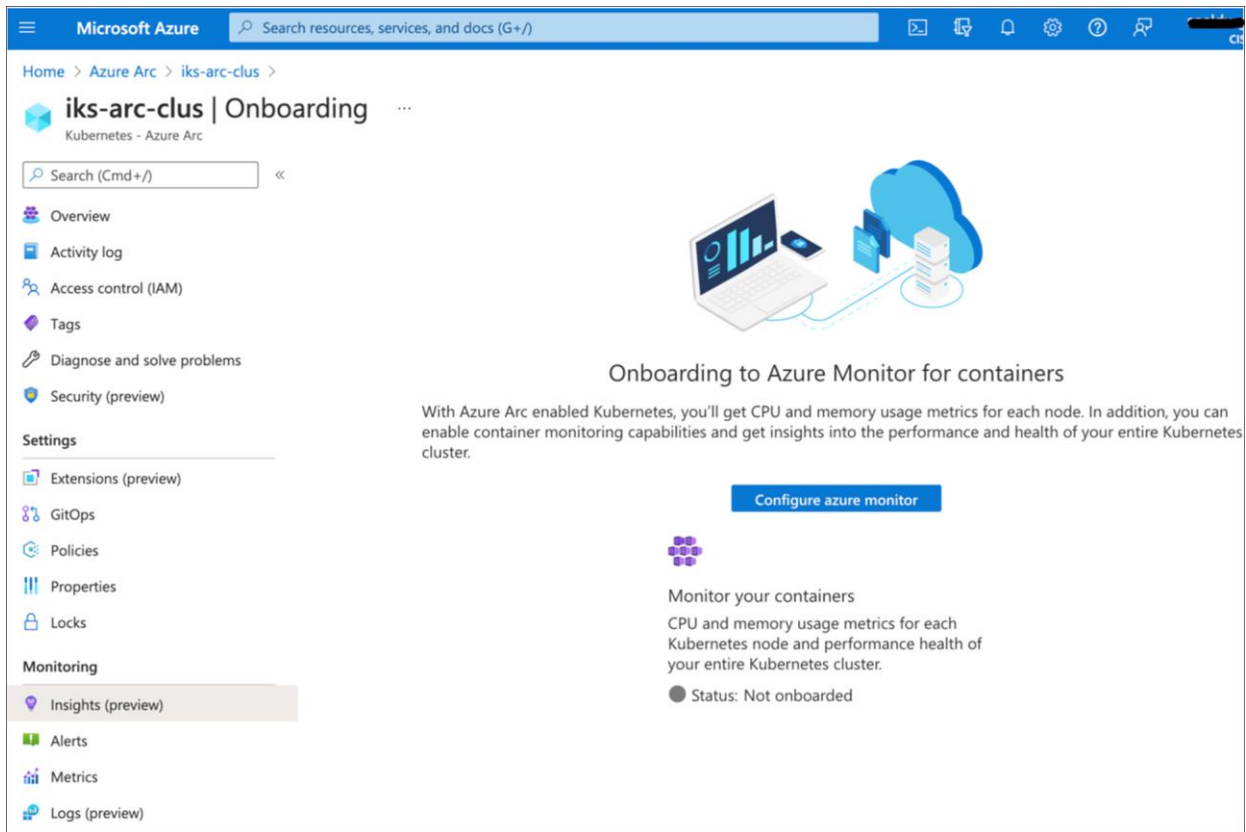 Microsoft Azure
Search resources, services, and docs (G+/)
Home > Azure Arc > iks-arc-clus >
iks-arc-clus | Onboarding ...
Kubernetes - Azure Arc
Search (Cmd+/)
«
Overview
Activity log
Access control (IAM)
Tags
Diagnose and solve problems
Security (preview)
Settings
Extensions (preview)
GitOps
Policies
Properties
Locks
Monitoring
Insights (preview)
Alerts
Metrics
Logs (preview)
Onboarding to Azure Monitor for containers
With Azure Arc enabled Kubernetes, you'll get CPU and memory usage metrics for each node. In addition, you can
enable container monitoring capabilities and get insights into the performance and health of your entire Kubernetes
cluster.
Configure azure monitor
Monitor your containers
CPU and memory usage metrics for each
Kubernetes node and performance health of
your entire Kubernetes cluster.
Status: Not onboarded